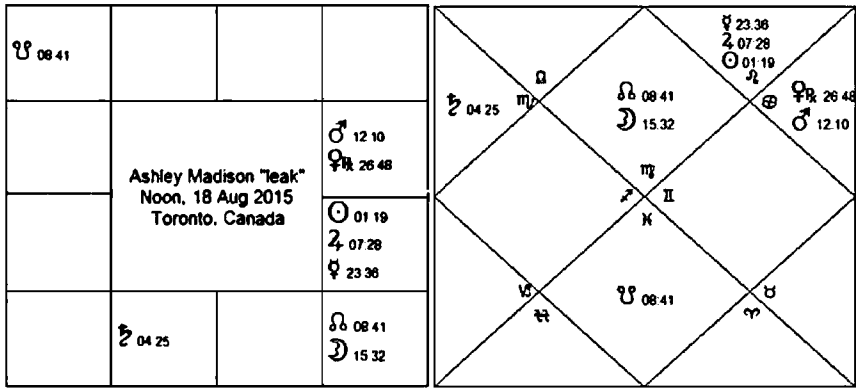 ☋ 08 41
♂ 12 10
♀℞ 26 48
Ashley Madison "leak"
Noon, 18 Aug 2015
Toronto, Canada
☉ 01 19
♃ 07:28
☿ 23 36
♄ 04 25
☊ 08 41
☽ 15 32
☿ 23.36
♃ 07:28
☉ 01 19
♌
♎
♏
♄ 04 25
☊ 08:41
☽ 15.32
♋
♀℞ 26 48
♂ 12.10
♍
♐ ♊
♓
♑
♒
☋ 08:41
♉
♈